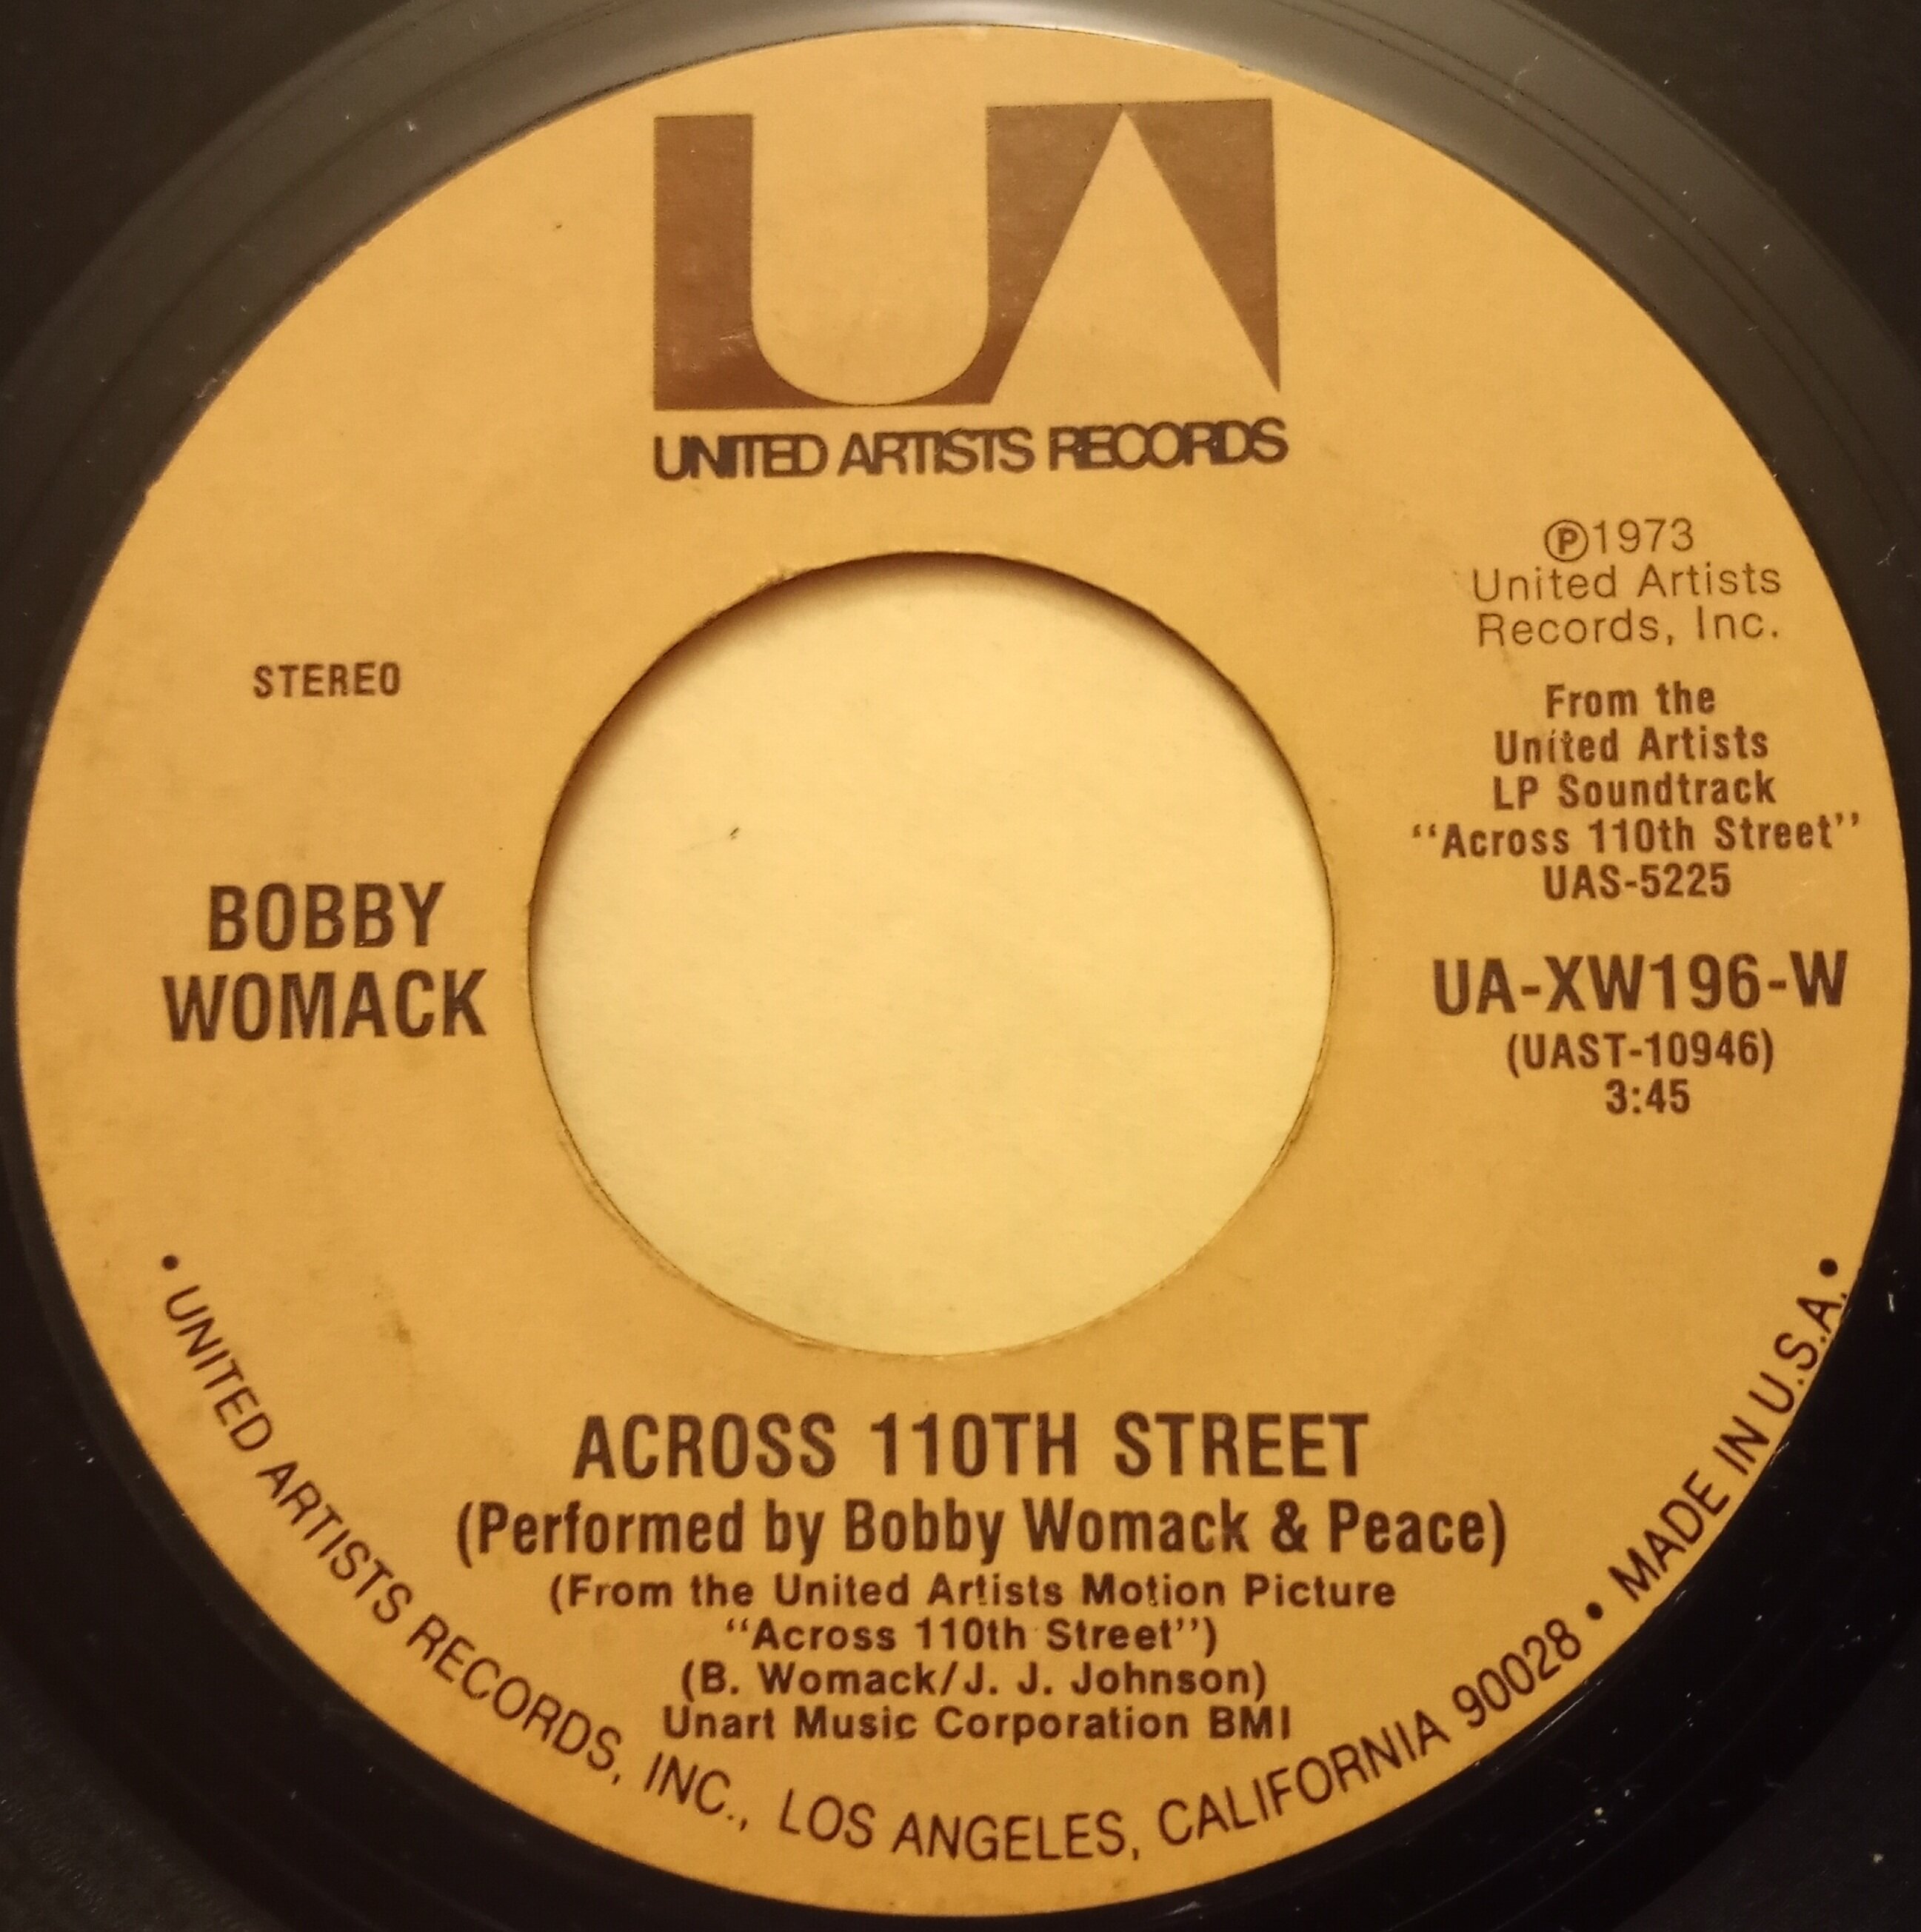 UA
UNITED ARTISTS RECORDS
℗1973
United Artists
Records, Inc.
STEREO
From the
United Artists
LP Soundtrack
“Across 110th Street”
UAS-5225
BOBBY
WOMACK
UA-XW196-W
(UAST-10946)
3:45
ACROSS 110TH STREET
(Performed by Bobby Womack & Peace)
(From the United Artists Motion Picture
“Across 110th Street”)
(B. Womack/J. J. Johnson)
Unart Music Corporation BMI
• UNITED ARTISTS RECORDS, INC., LOS ANGELES, CALIFORNIA 90028 • MADE IN U.S.A. •